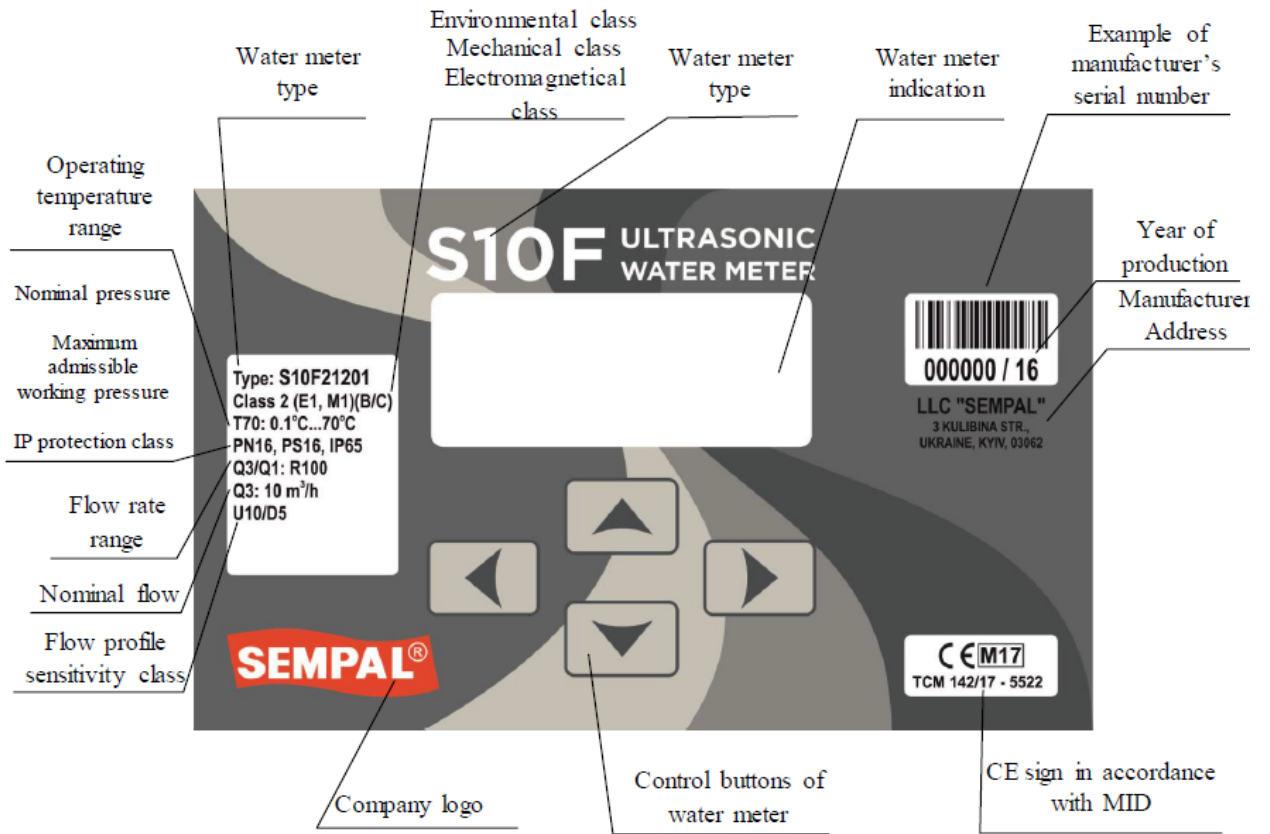 Water meter
type
Environmental class
Mechanical class
Electromagnetical
class
Water meter
type
Water meter
indication
Example of
manufacturer's
serial number
Operating
temperature
range
Nominal pressure
Maximum
admissible
working pressure
IP protection class
Flow rate
range
Nominal flow
Flow profile
sensitivity class
S10F ULTRASONIC
WATER METER
Type: S10F21201
Class 2 (E1, M1)(B/C)
T70: 0.1°C...70°C
PN16, PS16, IP65
Q3/Q1: R100
Q3: 10 m³/h
U10/D5
SEMPAL®
000000 / 16
LLC "SEMPAL"
3 KULIBINA STR.,
UKRAINE, KYIV, 03062
Year of
production
Manufacturer
Address
CE M17
TCM 142/17 - 5522
Company logo
Control buttons of
water meter
CE sign in accordance
with MID